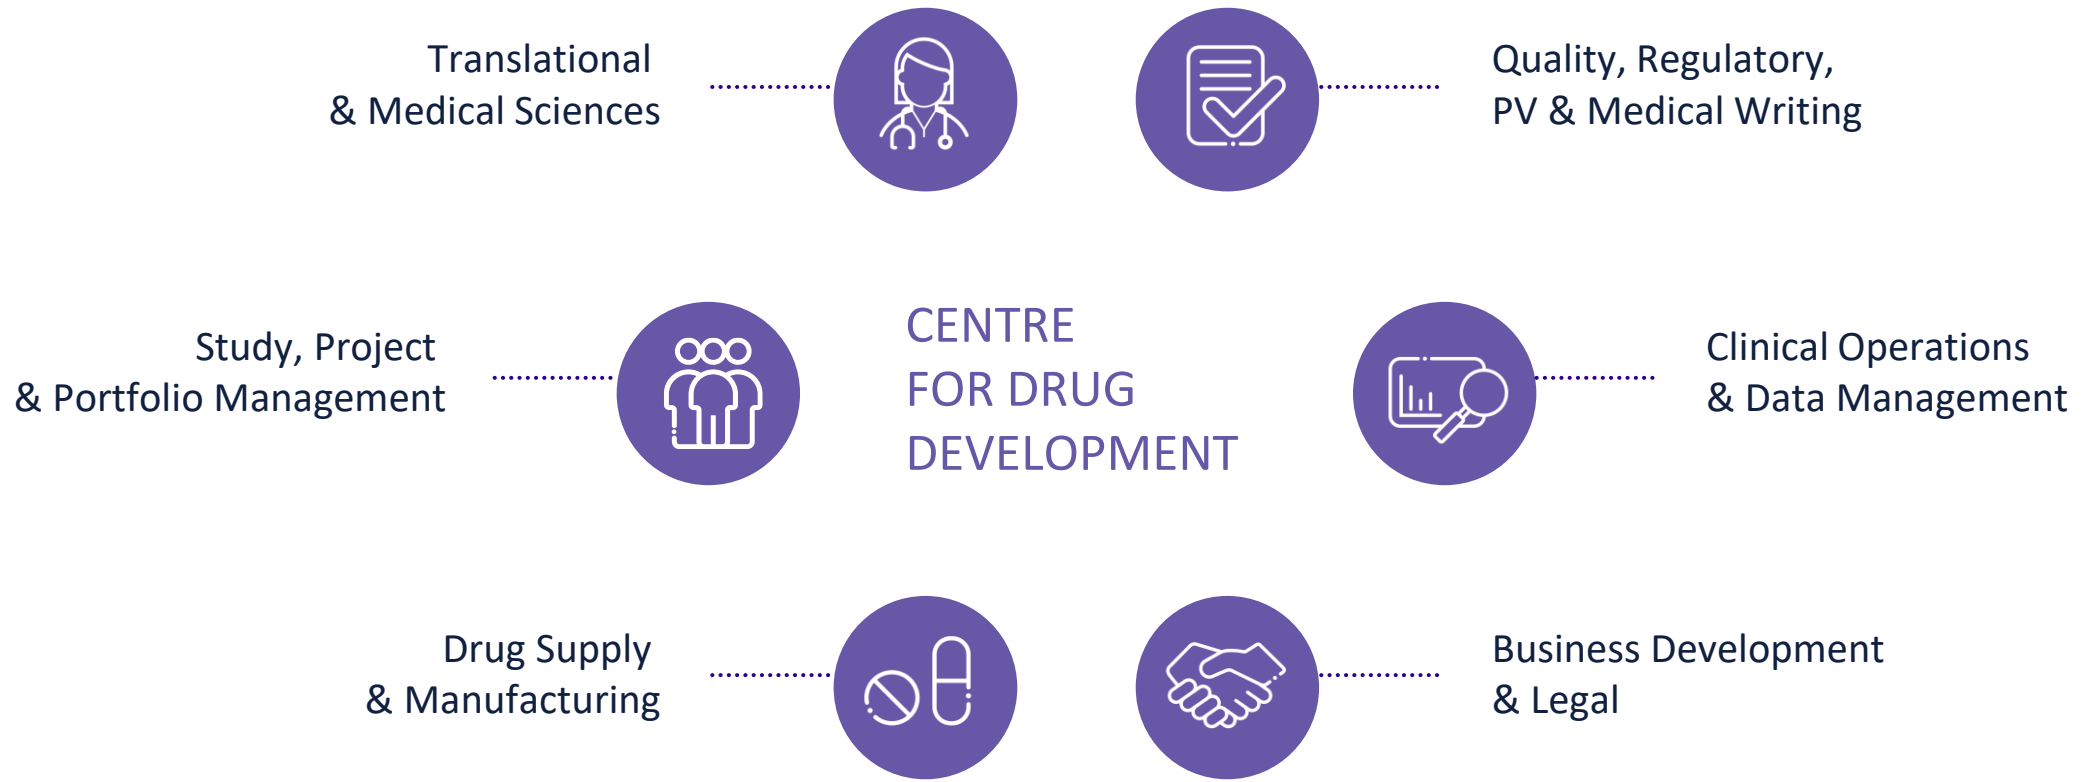 Translational
& Medical Sciences
Quality, Regulatory,
PV & Medical Writing
Study, Project
& Portfolio Management
CENTRE
FOR DRUG
DEVELOPMENT
Clinical Operations
& Data Management
Drug Supply
& Manufacturing
Business Development
& Legal